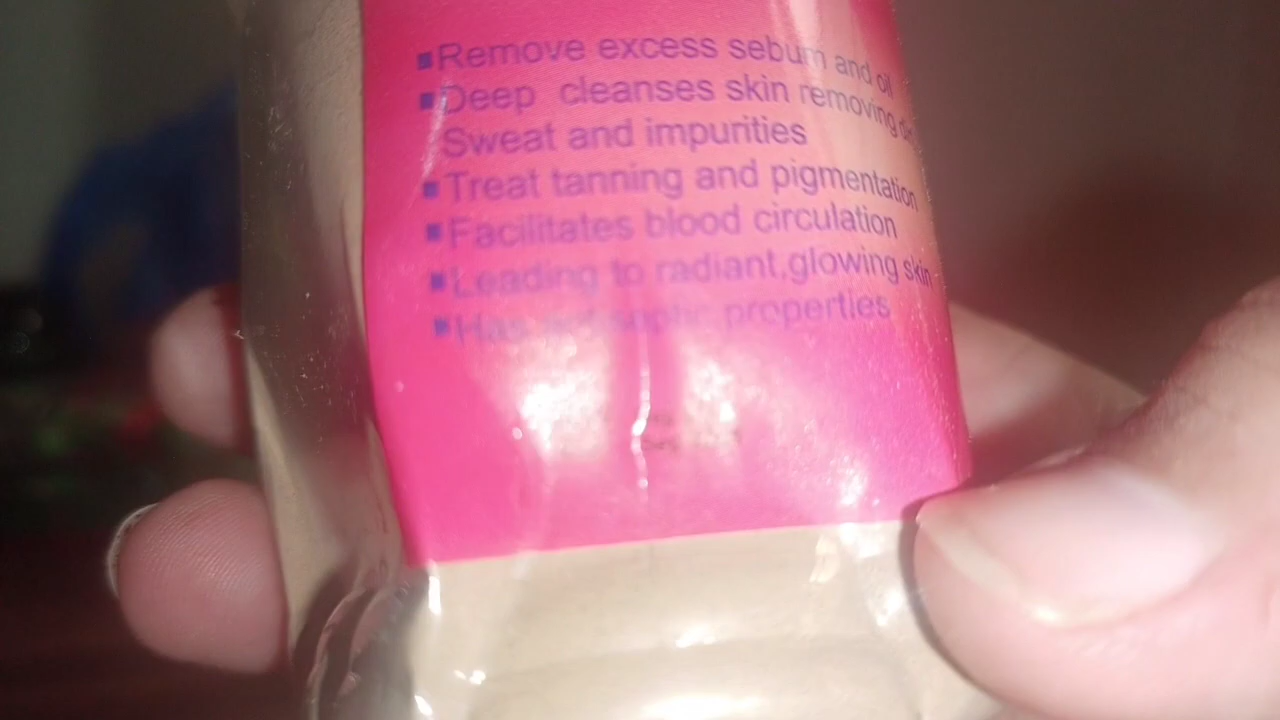 ▪Remove excess sebum and oil
▪Deep cleanses skin removing
Sweat and impurities
▪Treat tanning and pigmentation
▪Facilitates blood circulation
▪Leading to radiant,glowing skin
▪Has antiseptic properties